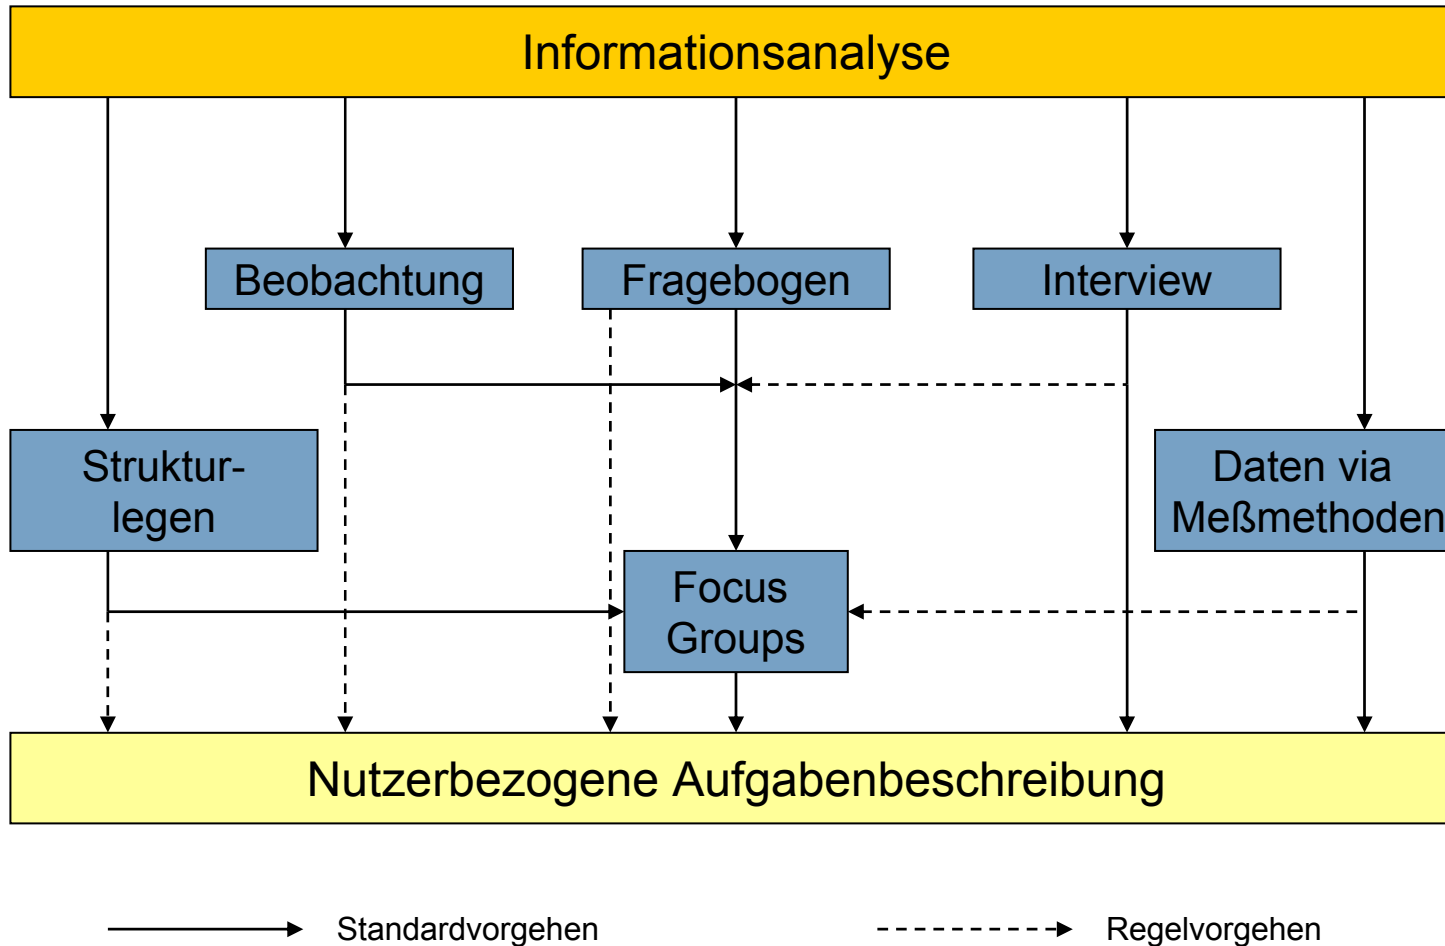 Informationsanalyse
Beobachtung
Fragebogen
Interview
Struktur-
legen
Daten via
Meßmethoden
Focus
Groups
Nutzerbezogene Aufgabenbeschreibung
Standardvorgehen
Regelvorgehen